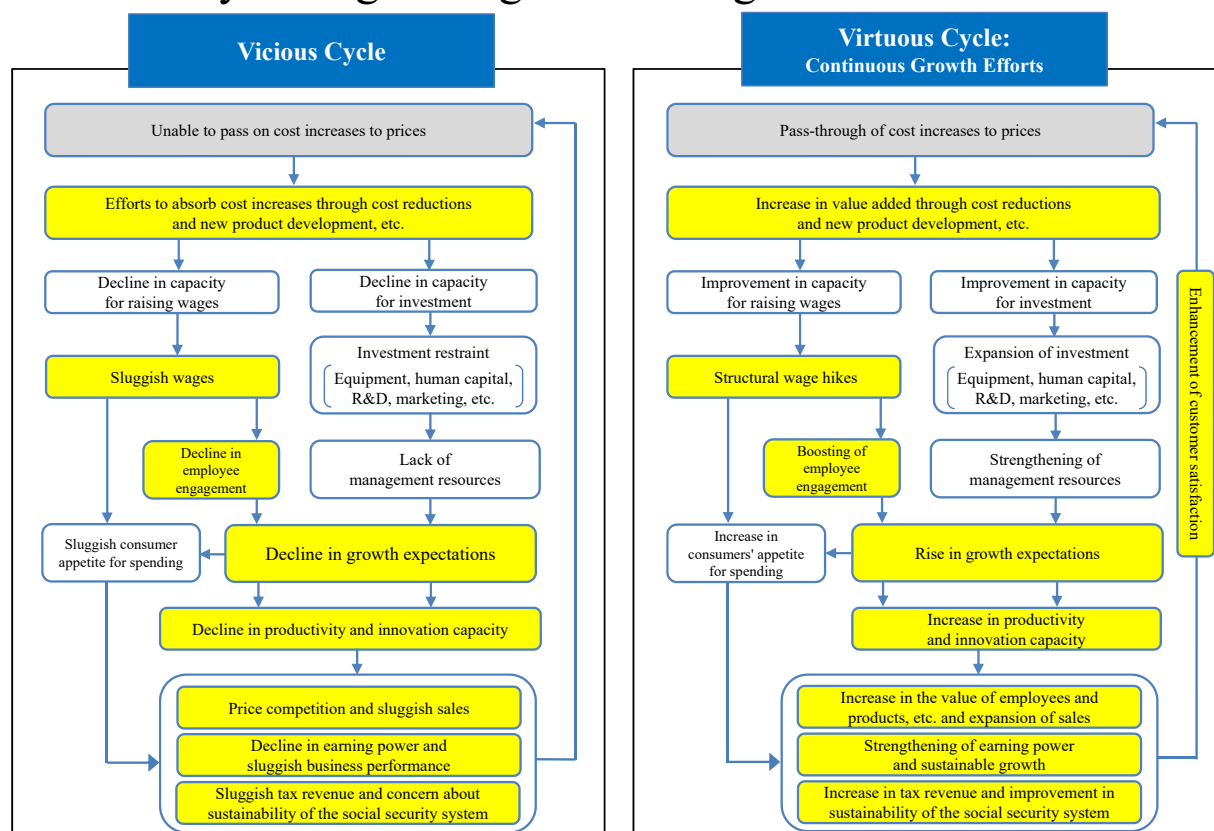 Vicious Cycle
Unable to pass on cost increases to prices
Efforts to absorb cost increases through cost reductions
and new product development, etc.
Decline in capacity
for raising wages
Decline in capacity
for investment
Sluggish wages
Investment restraint
Equipment, human capital,
R&D, marketing, etc.
Decline in
employee
engagement
Lack of
management resources
Sluggish consumer
appetite for spending
Decline in growth expectations
Decline in productivity and innovation capacity
Price competition and sluggish sales
Decline in earning power and
sluggish business performance
Sluggish tax revenue and concern about
sustainability of the social security system
Virtuous Cycle:
Continuous Growth Efforts
Pass-through of cost increases to prices
Increase in value added through cost reductions
and new product development, etc.
Improvement in capacity
for raising wages
Improvement in capacity
for investment
Structural wage hikes
Expansion of investment
Equipment, human capital,
R&D, marketing, etc.
Boosting of
employee
engagement
Strengthening of
management resources
Increase in
consumers' appetite
for spending
Rise in growth expectations
Increase in productivity
and innovation capacity
Increase in the value of employees and
products, etc. and expansion of sales
Strengthening of earning power
and sustainable growth
Increase in tax revenue and improvement in
sustainability of the social security system
Enhancement of customer satisfaction